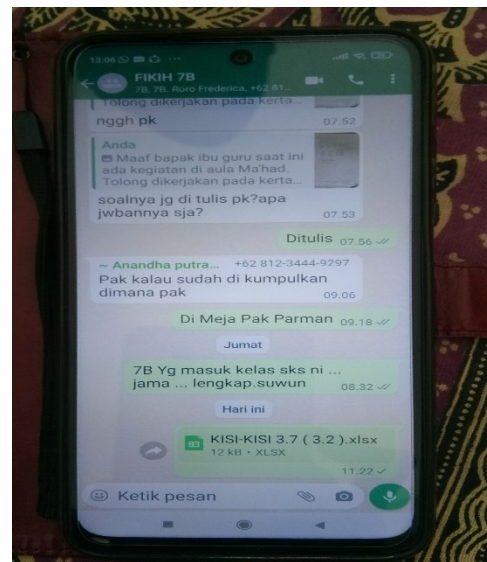 13.06
FIKIH 7B
7B, 7B. Roro Frederica, +62 81...
Tolong dikerjakan pada kerta...
nggh pk
07.52
Anda
Maaf bapak ibu guru saat ini
ada kegiatan di aula Ma'had.
Tolong dikerjakan pada kerta...
soalnya jg di tulis pk?apa
jwbannya sja?
07.53
Ditulis 07.56
~ Anandha putra... +62 812-3444-9297
Pak kalau sudah di kumpulkan
dimana pak
09.06
Di Meja Pak Parman 09.18
Jumat
7B Yg masuk kelas sks ni ...
jama ... lengkap.suwun
08.32
Hari ini
KISI-KISI 3.7 ( 3.2 ).xlsx
12 kB • XLSX
11.22
Ketik pesan